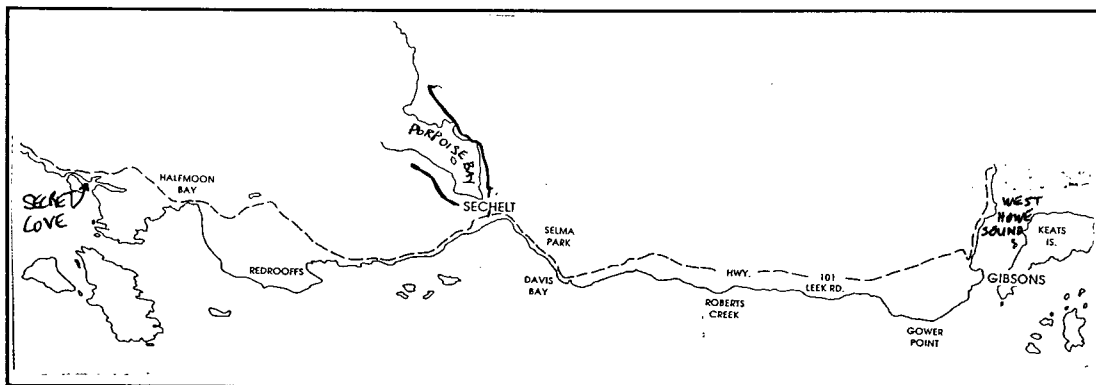 PORPOISE
BAY
HALFMOON
BAY
SECRET
COVE
SECHELT
SELMA
PARK
WEST
HOWE
SOUND
KEATS
IS.
REDROOFFS
DAVIS
BAY
HWY.
101
LEEK RD.
GIBSONS
ROBERTS
CREEK
GOWER
POINT